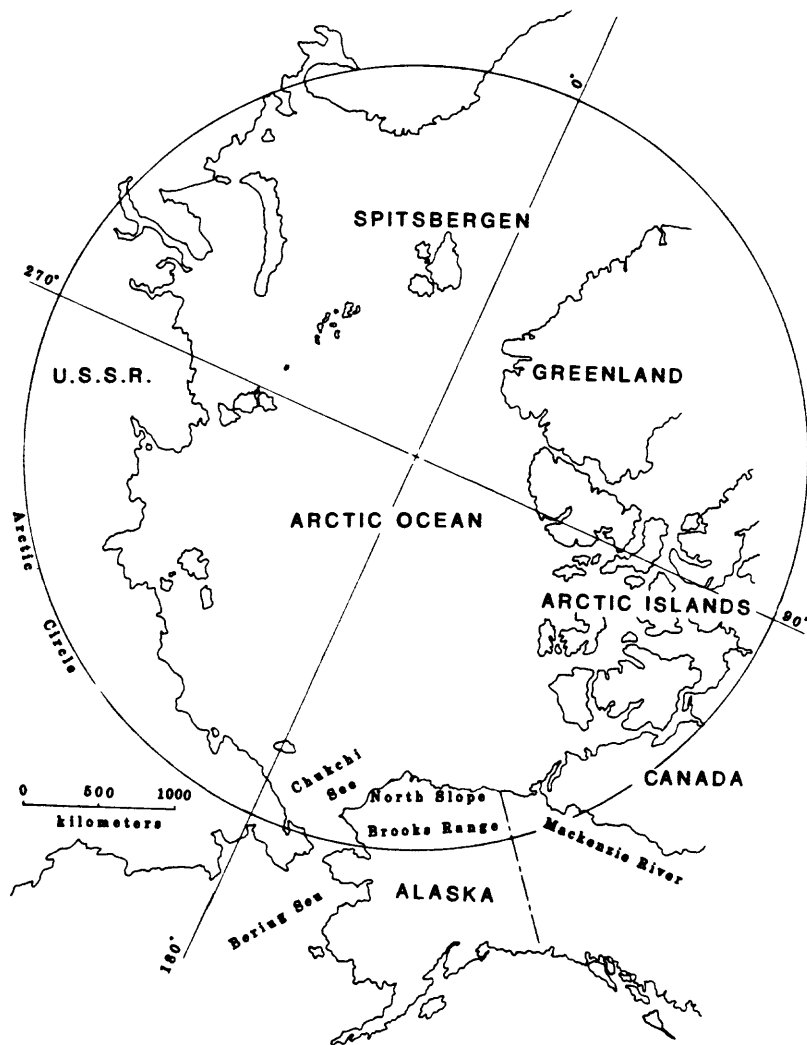 0°
SPITSBERGEN
270°
U.S.S.R.
GREENLAND
ARCTIC OCEAN
Arctic
Circle
ARCTIC ISLANDS
90°
Chukchi
See
CANADA
0 500 1000
kilometers
North Slope
Brooks Range
Mackenzie River
ALASKA
Bering Sea
180°